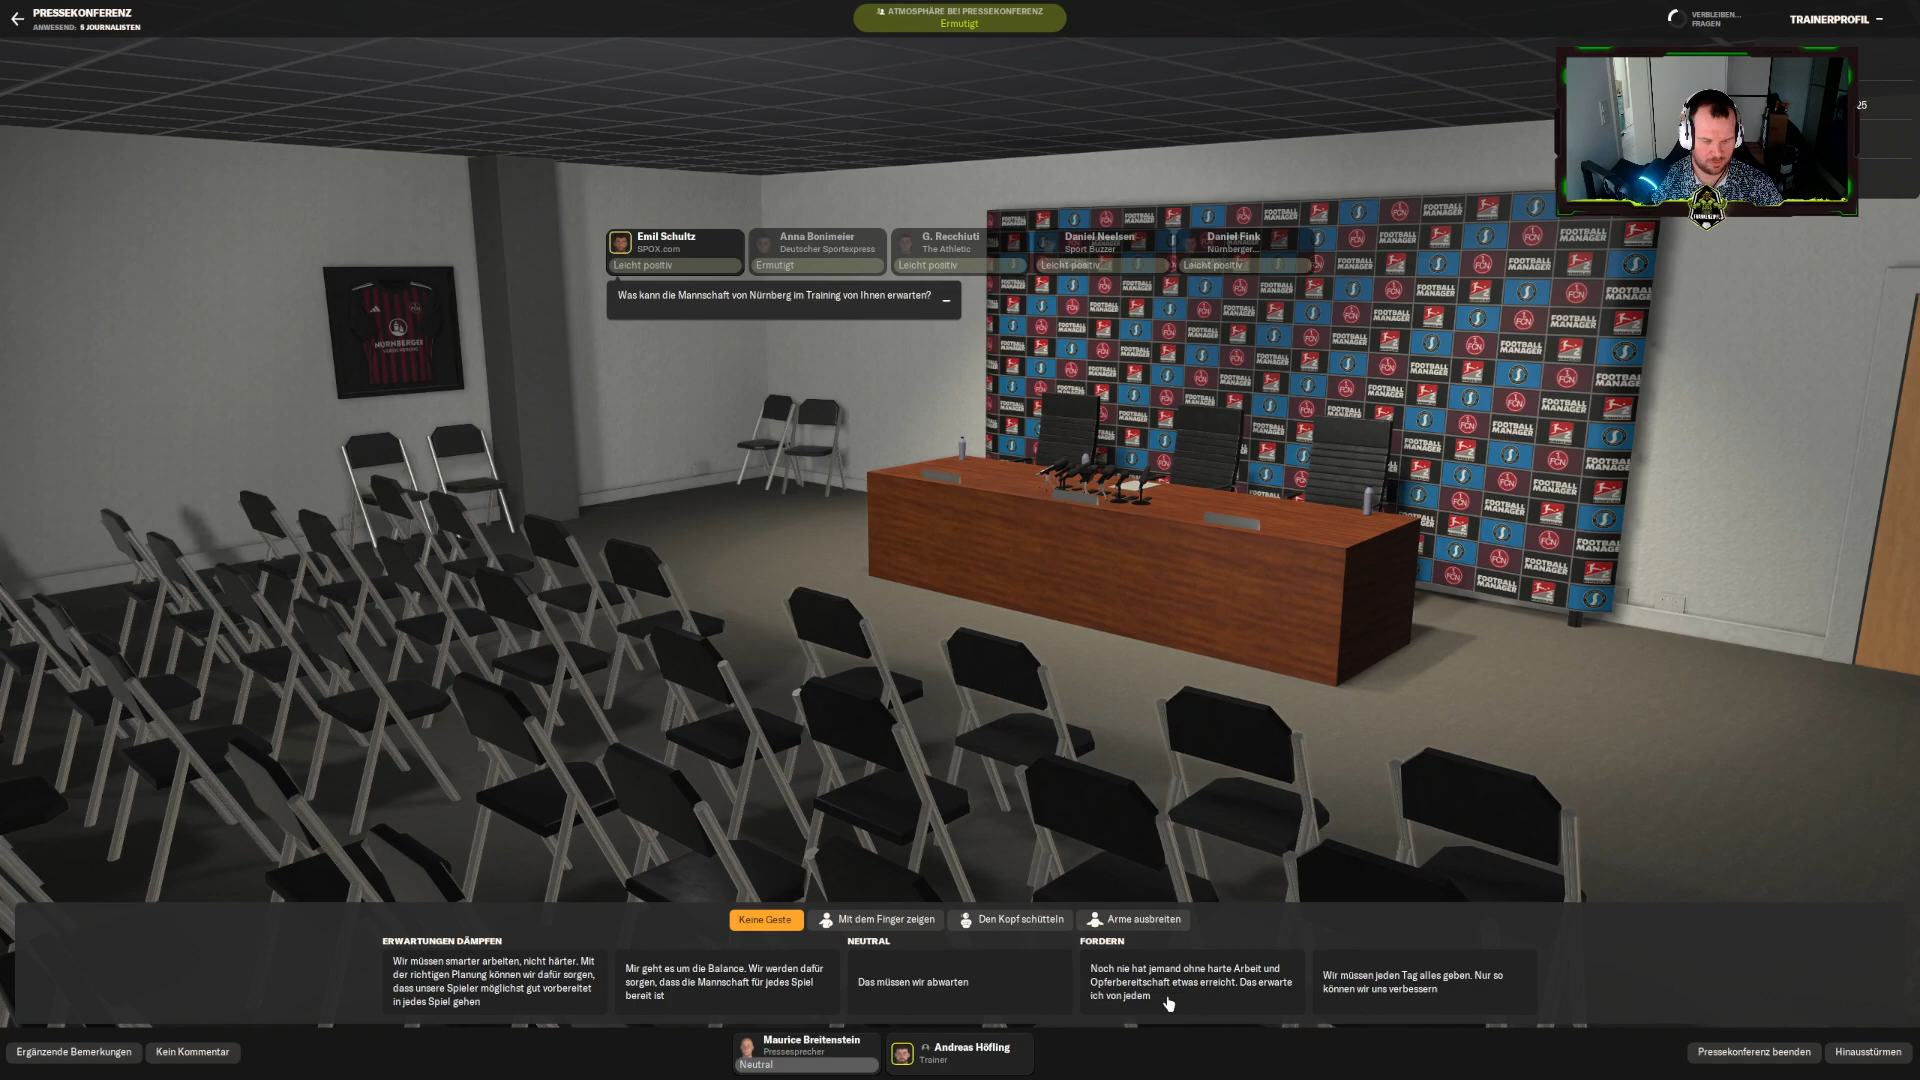 PRESSEKONFERENZ
ANWESEND: 5 JOURNALISTEN
ATMOSPHÄRE BEI PRESSEKONFERENZ
Ermutigt
VERBLEIBEN...
FRAGEN
TRAINERPROFIL
25
Emil Schultz
SPOX.com
Leicht positiv
Anna Bonimeier
Deutscher Sportexpress
Ermutigt
G. Recchiuti
The Athletic
Leicht positiv
Daniel Neelsen
Sport Buzzer
Leicht positiv
Daniel Fink
Nürnberger...
Leicht positiv
Was kann die Mannschaft von Nürnberg im Training von Ihnen erwarten?
NÜRNBERGER
VERSICHERUNG
FOOTBALL
MANAGER
FCN
Keine Geste
Mit dem Finger zeigen
Den Kopf schütteln
Arme ausbreiten
ERWARTUNGEN DÄMPFEN
Wir müssen smarter arbeiten, nicht härter. Mit
der richtigen Planung können wir dafür sorgen,
dass unsere Spieler möglichst gut vorbereitet
in jedes Spiel gehen
Mir geht es um die Balance. Wir werden dafür
sorgen, dass die Mannschaft für jedes Spiel
bereit ist
NEUTRAL
Das müssen wir abwarten
FORDERN
Noch nie hat jemand ohne harte Arbeit und
Opferbereitschaft etwas erreicht. Das erwarte
ich von jedem
Wir müssen jeden Tag alles geben. Nur so
können wir uns verbessern
Ergänzende Bemerkungen
Kein Kommentar
Maurice Breitenstein
Pressesprecher
Neutral
Andreas Höfling
Trainer
Pressekonferenz beenden
Hinausstürmen